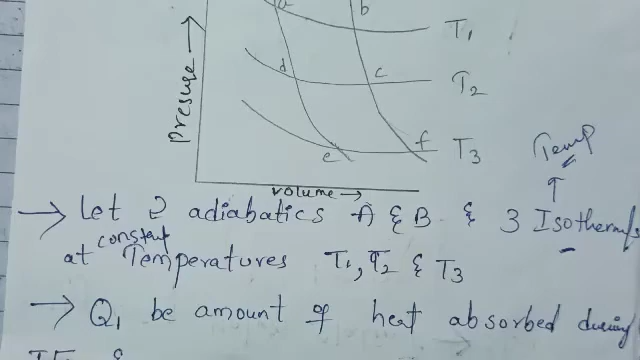 a
b
T₁
d
c
T₂
Pressure →
e
f
T₃
Temp
↑
volume →
→ Let 2 adiabatics A & B & 3 Isotherms
constant
at Temperatures T₁, T₂ & T₃
→ Q₁ be amount of heat absorbed during